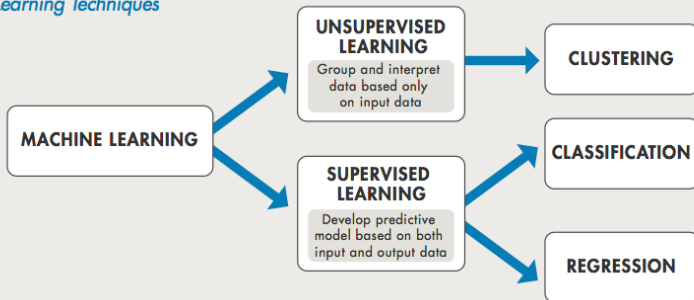 Learning Techniques
UNSUPERVISED
LEARNING
Group and interpret
data based only
on input data
CLUSTERING
MACHINE LEARNING
SUPERVISED
LEARNING
Develop predictive
model based on both
input and output data
CLASSIFICATION
REGRESSION